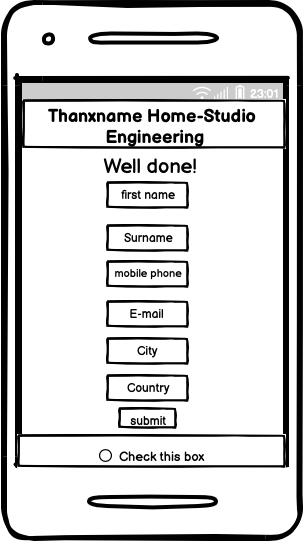 23:01
Thanxname Home-Studio
Engineering
Well done!
first name
Surname
mobile phone
E-mail
City
Country
submit
Check this box